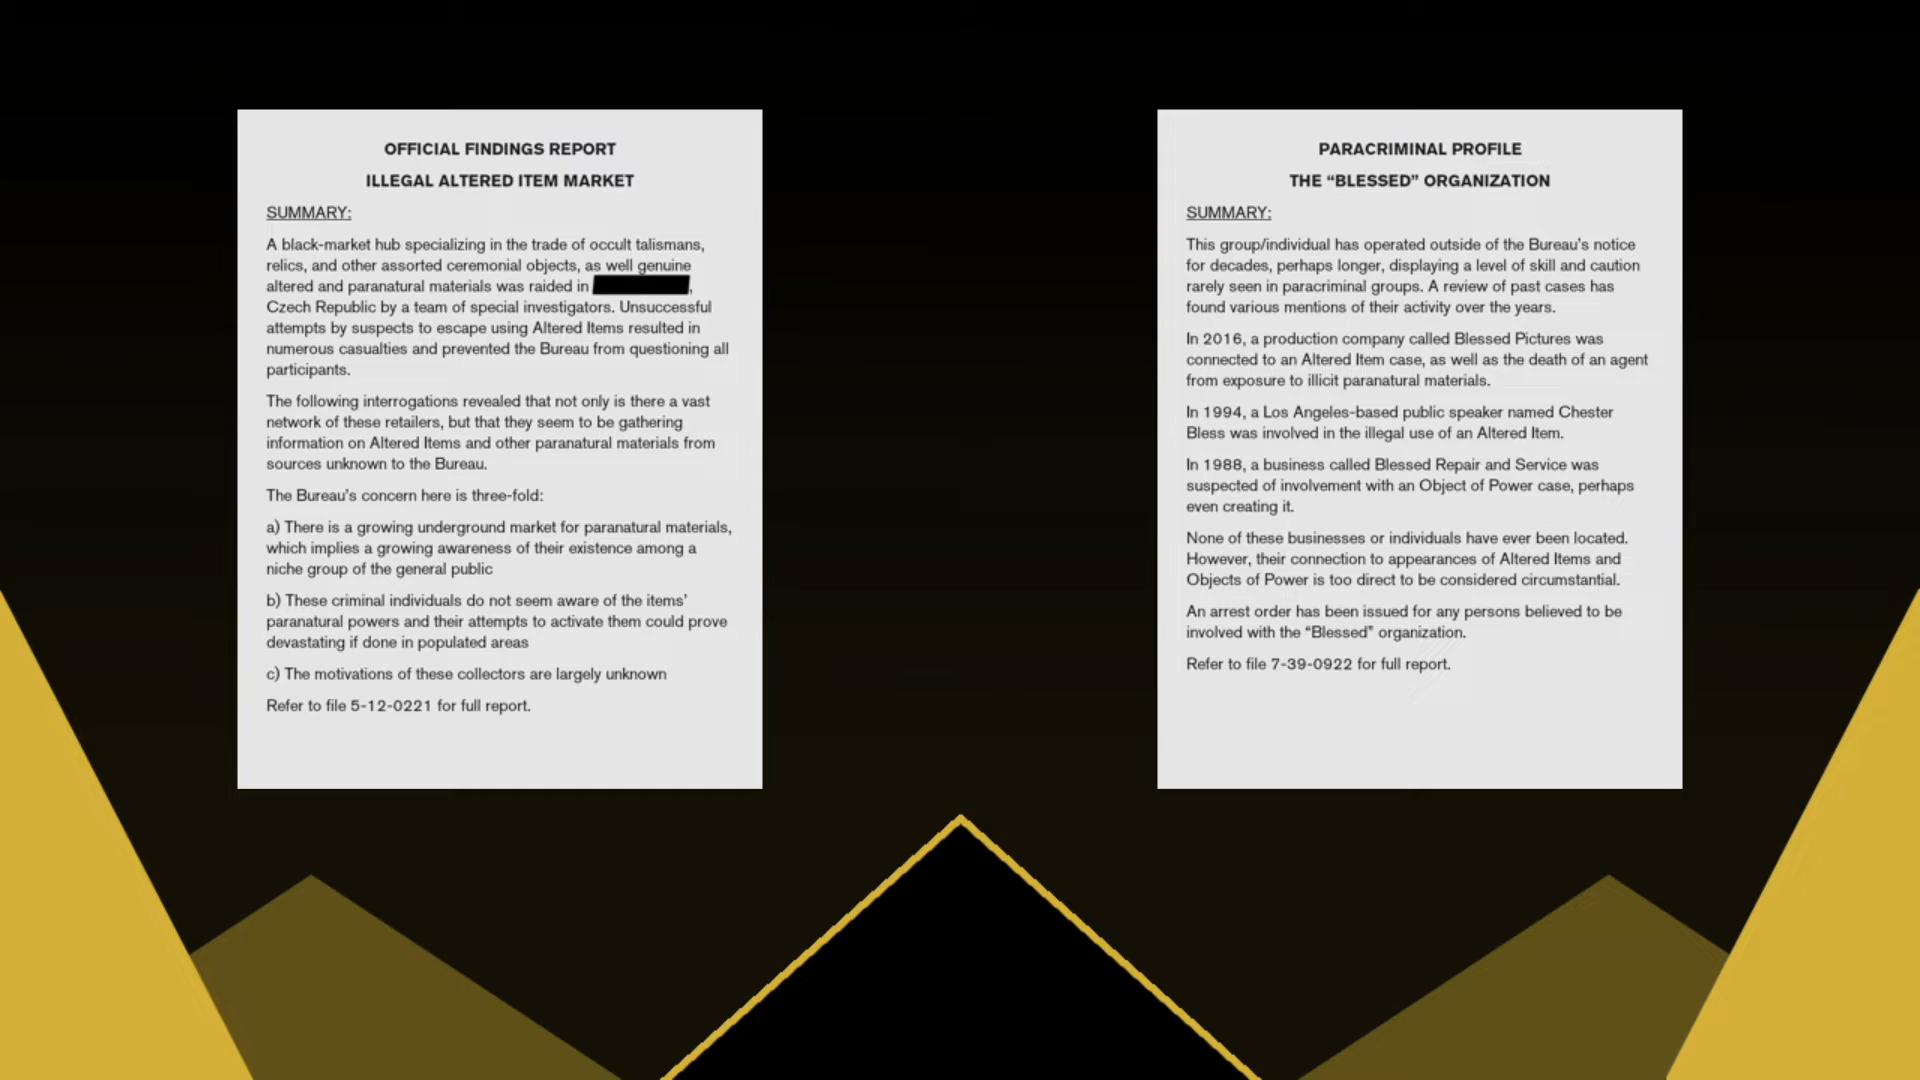 OFFICIAL FINDINGS REPORT
ILLEGAL ALTERED ITEM MARKET
SUMMARY:
A black-market hub specializing in the trade of occult talismans,
relics, and other assorted ceremonial objects, as well genuine
altered and paranatural materials was raided in ,
Czech Republic by a team of special investigators. Unsuccessful
attempts by suspects to escape using Altered Items resulted in
numerous casualties and prevented the Bureau from questioning all
participants.
The following interrogations revealed that not only is there a vast
network of these retailers, but that they seem to be gathering
information on Altered Items and other paranatural materials from
sources unknown to the Bureau.
The Bureau's concern here is three-fold:
a) There is a growing underground market for paranatural materials,
which implies a growing awareness of their existence among a
niche group of the general public
b) These criminal individuals do not seem aware of the items'
paranatural powers and their attempts to activate them could prove
devastating if done in populated areas
c) The motivations of these collectors are largely unknown
Refer to file 5-12-0221 for full report.
PARACRIMINAL PROFILE
THE “BLESSED” ORGANIZATION
SUMMARY:
This group/individual has operated outside of the Bureau's notice
for decades, perhaps longer, displaying a level of skill and caution
rarely seen in paracriminal groups. A review of past cases has
found various mentions of their activity over the years.
In 2016, a production company called Blessed Pictures was
connected to an Altered Item case, as well as the death of an agent
from exposure to illicit paranatural materials.
In 1994, a Los Angeles-based public speaker named Chester
Bless was involved in the illegal use of an Altered Item.
In 1988, a business called Blessed Repair and Service was
suspected of involvement with an Object of Power case, perhaps
even creating it.
None of these businesses or individuals have ever been located.
However, their connection to appearances of Altered Items and
Objects of Power is too direct to be considered circumstantial.
An arrest order has been issued for any persons believed to be
involved with the “Blessed” organization.
Refer to file 7-39-0922 for full report.